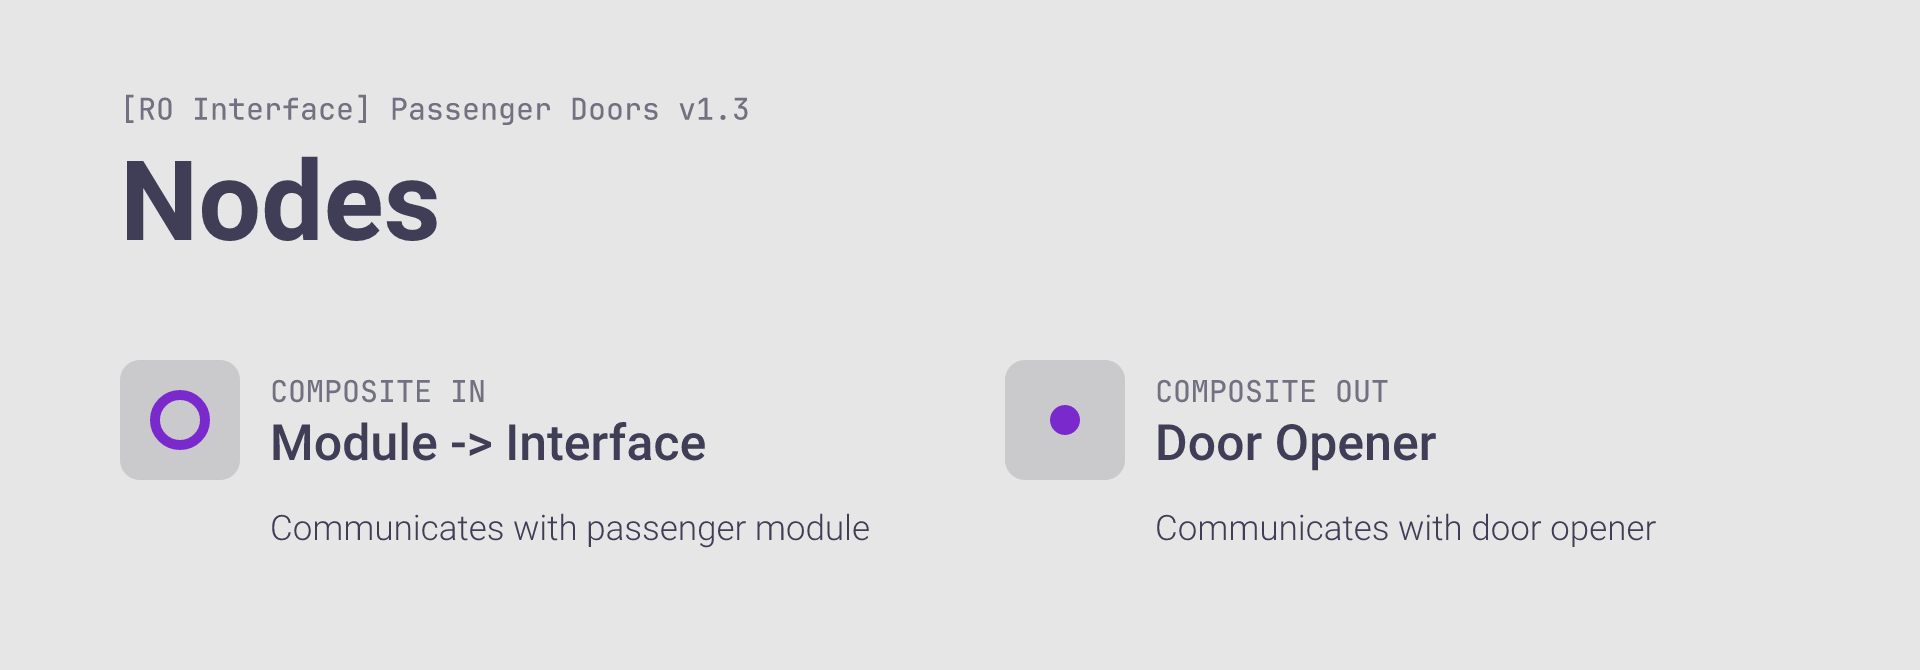 [RO Interface] Passenger Doors v1.3
Nodes
COMPOSITE IN
Module -> Interface
Communicates with passenger module
COMPOSITE OUT
Door Opener
Communicates with door opener